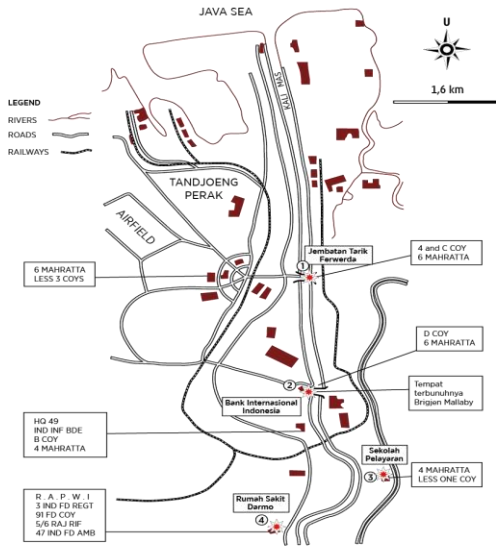 JAVA SEA
U
1,6 km
KALI MAS
LEGEND
RIVERS
ROADS
RAILWAYS
TANDJOENG
PERAK
AIRFIELD
1
Jembatan Tarik
Ferwerda
4 and C COY
6 MAHRATTA
6 MAHRATTA
LESS 3 COYS
D COY
6 MAHRATTA
2
Bank Internasional
Indonesia
Tempat
terbunuhnya
Brigjen Mallaby
HQ 49
IND INF BDE
B COY
4 MAHRATTA
Sekolah
Pelayaran
3
4 MAHRATTA
LESS ONE COY
R . A . P . W . I
3 IND FD REGT
91 FD COY
5/6 RAJ RIF
47 IND FD AMB
Rumah Sakit
Darmo
4